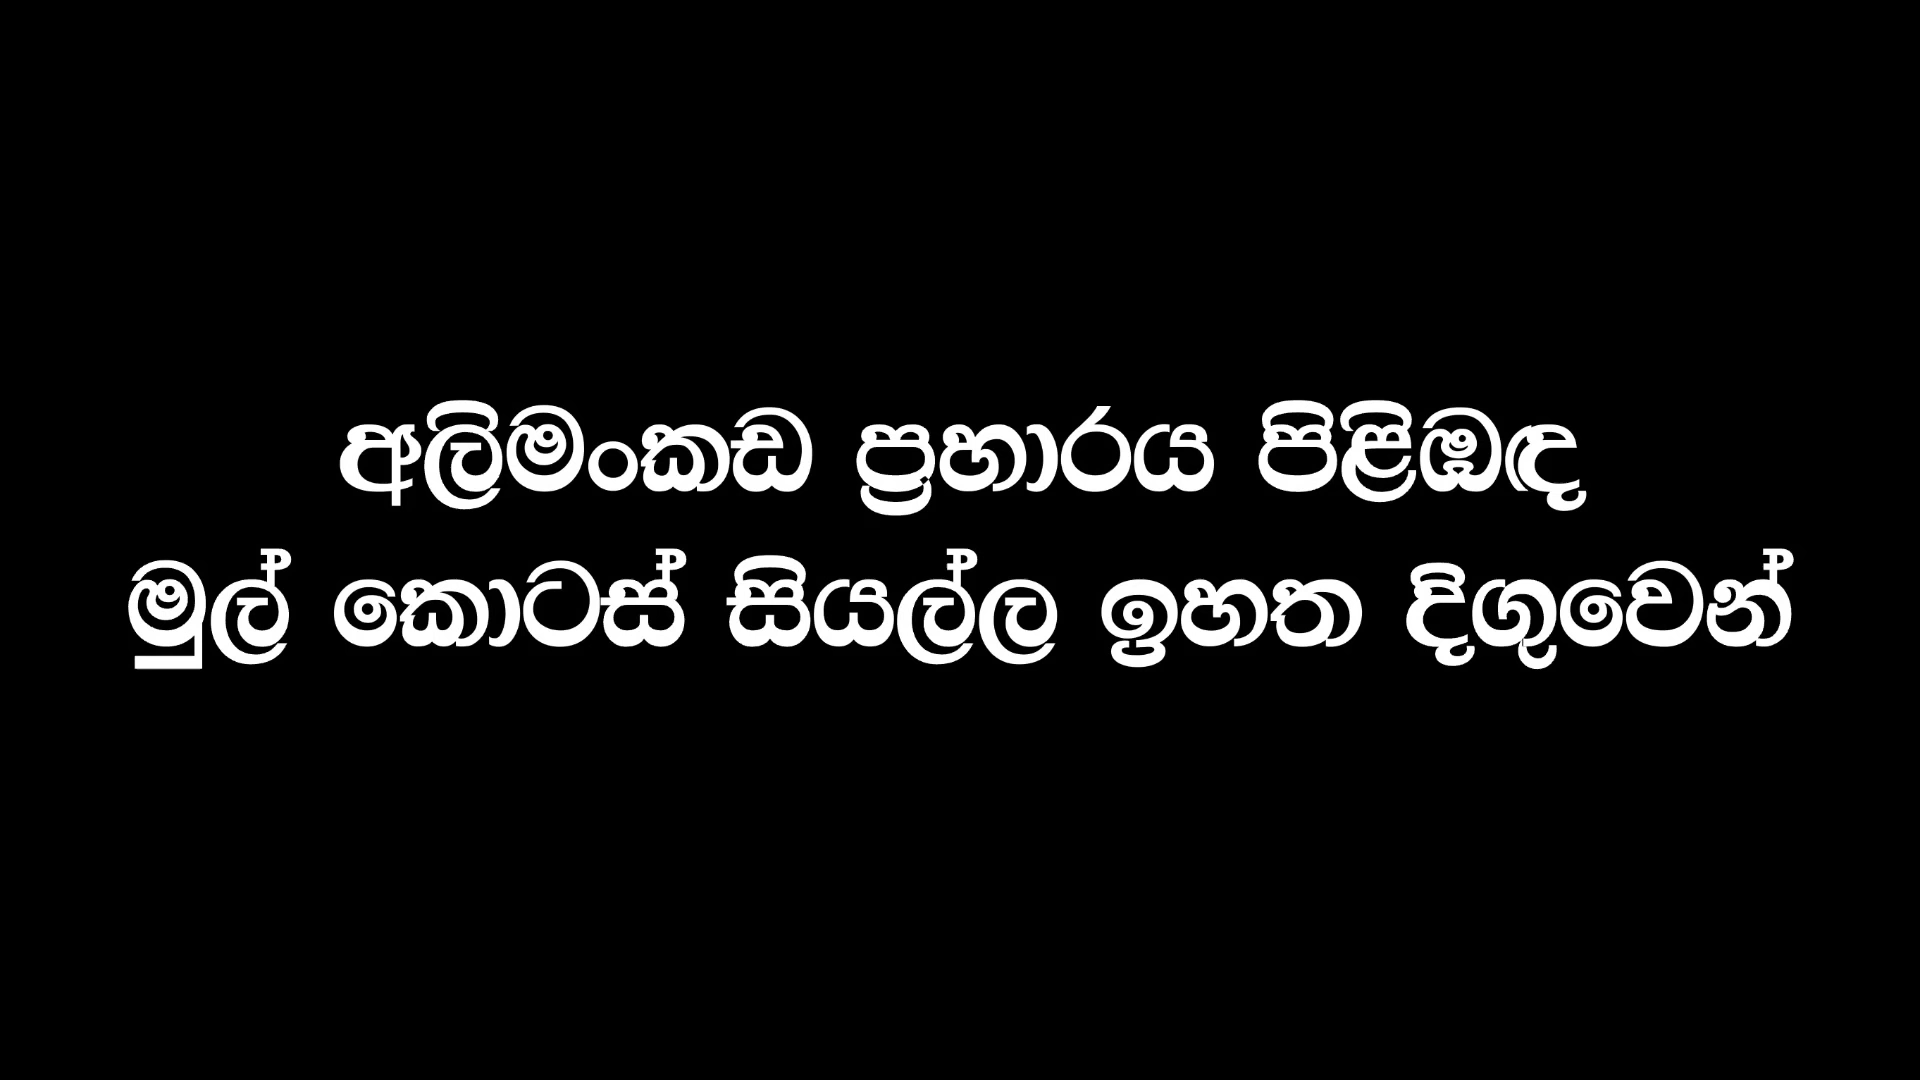 අලිමංකඩ ප්‍රහාරය පිළිඹඳ
මුල් කොටස් සියල්ල ඉහත දිගුවෙන්